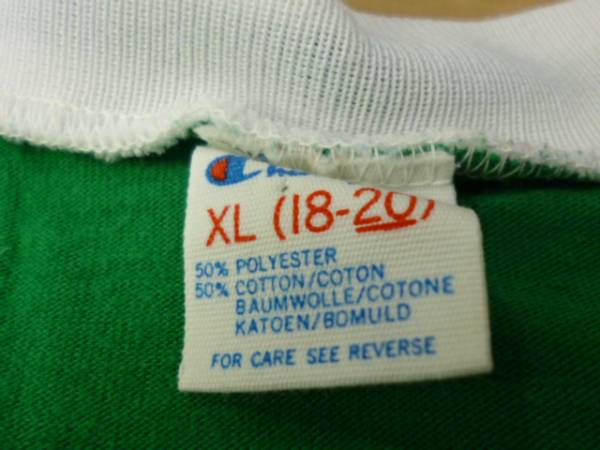 XL (18-20)
50% POLYESTER
50% COTTON/COTON
BAUMWOLLE/COTONE
KATOEN/BOMULD
FOR CARE SEE REVERSE